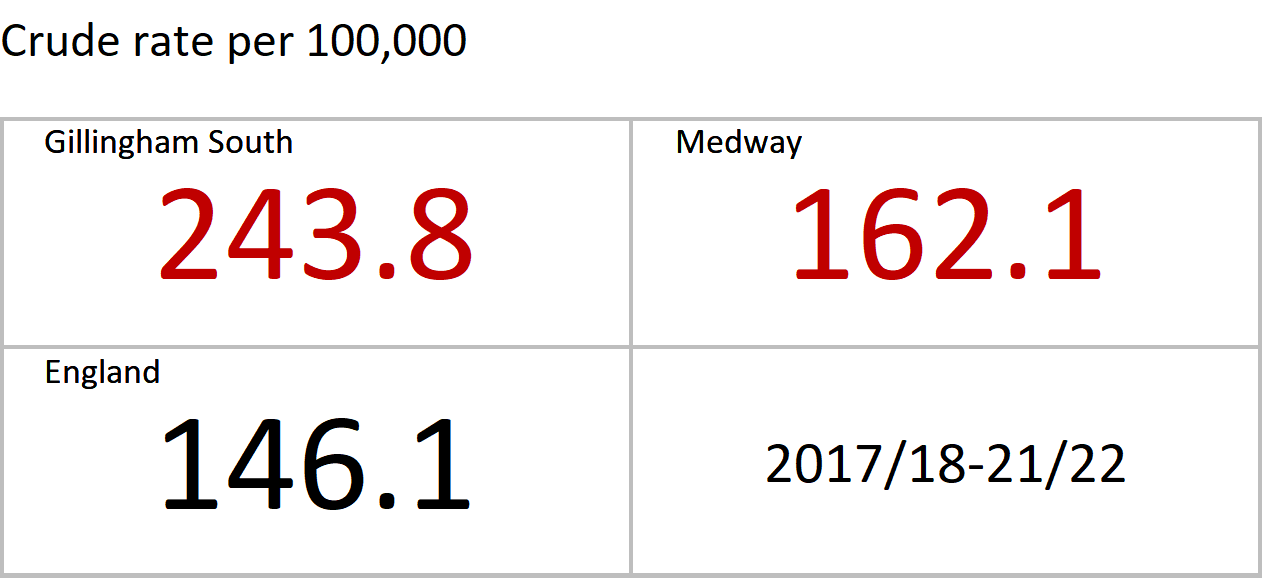 Crude rate per 100,000
Gillingham South
243.8
Medway
162.1
England
146.1
2017/18-21/22